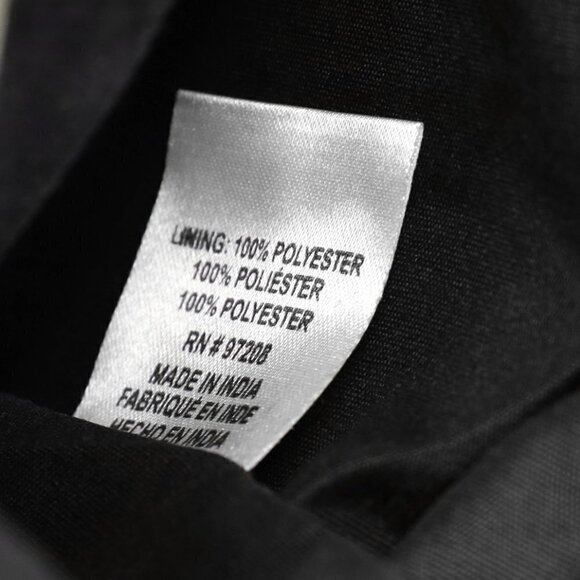 LINING: 100% POLYESTER
100% POLIÉSTER
100% POLYESTER
RN # 97208
MADE IN INDIA
FABRIQUÉ EN INDE
HECHO EN INDIA